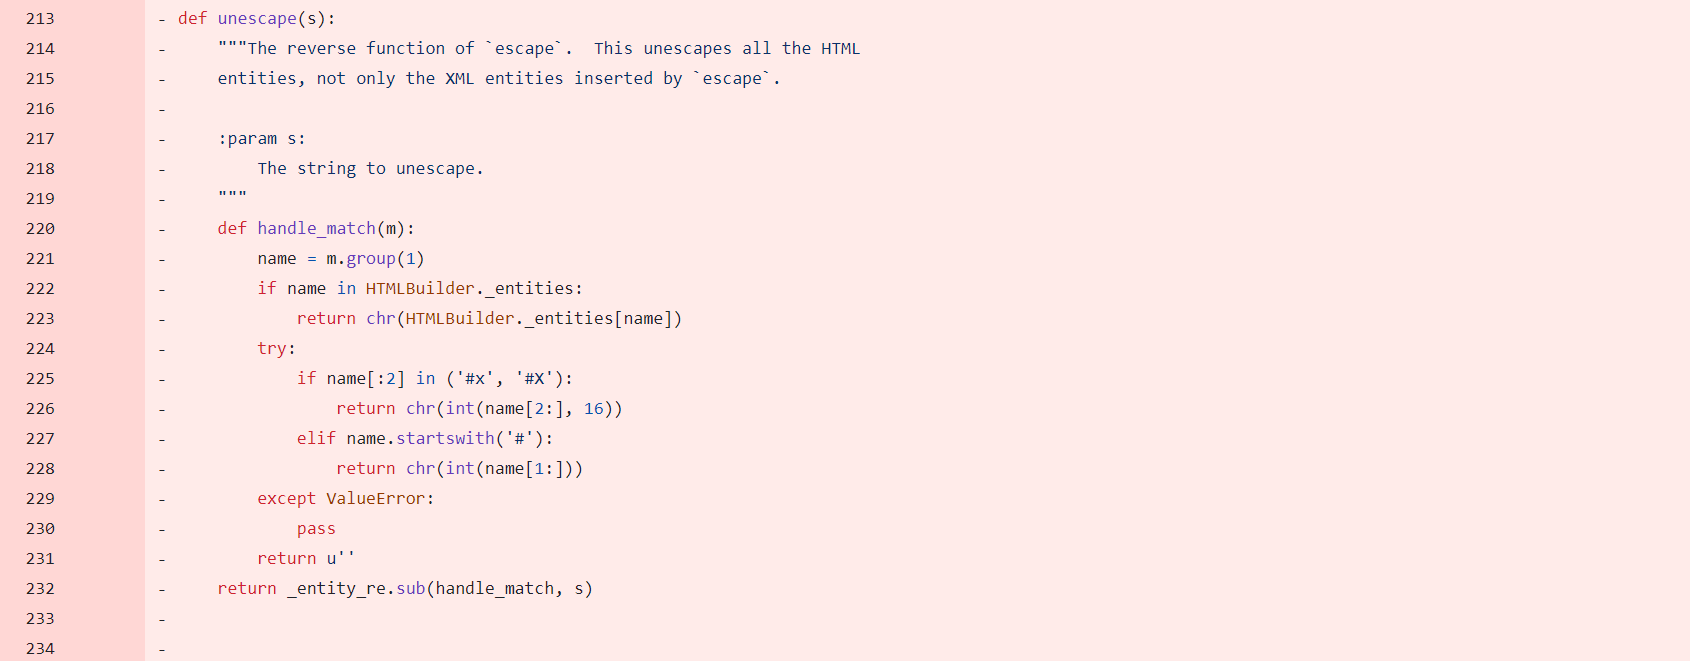 213 - def unescape(s):
214 -     """The reverse function of `escape`.  This unescapes all the HTML
215 -     entities, not only the XML entities inserted by `escape`.
216 -
217 -     :param s:
218 -         The string to unescape.
219 -     """
220 -     def handle_match(m):
221 -         name = m.group(1)
222 -         if name in HTMLBuilder._entities:
223 -             return chr(HTMLBuilder._entities[name])
224 -         try:
225 -             if name[:2] in ('#x', '#X'):
226 -                 return chr(int(name[2:], 16))
227 -             elif name.startswith('#'):
228 -                 return chr(int(name[1:]))
229 -         except ValueError:
230 -             pass
231 -         return u''
232 -     return _entity_re.sub(handle_match, s)
233 -
234 -